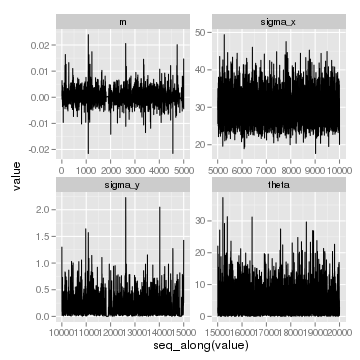 m sigma_x
0.02
0.01
0.00
-0.01
-0.02
50
40
30
20
0 1000 2000 3000 4000 5000
5000 6000 7000 8000 9000 10000
value
sigma_y theta
2.0
1.5
1.0
0.5
0.0
30
20
10
0
10000 11000 12000 13000 14000 15000
15000 16000 17000 18000 19000 20000
seq_along(value)